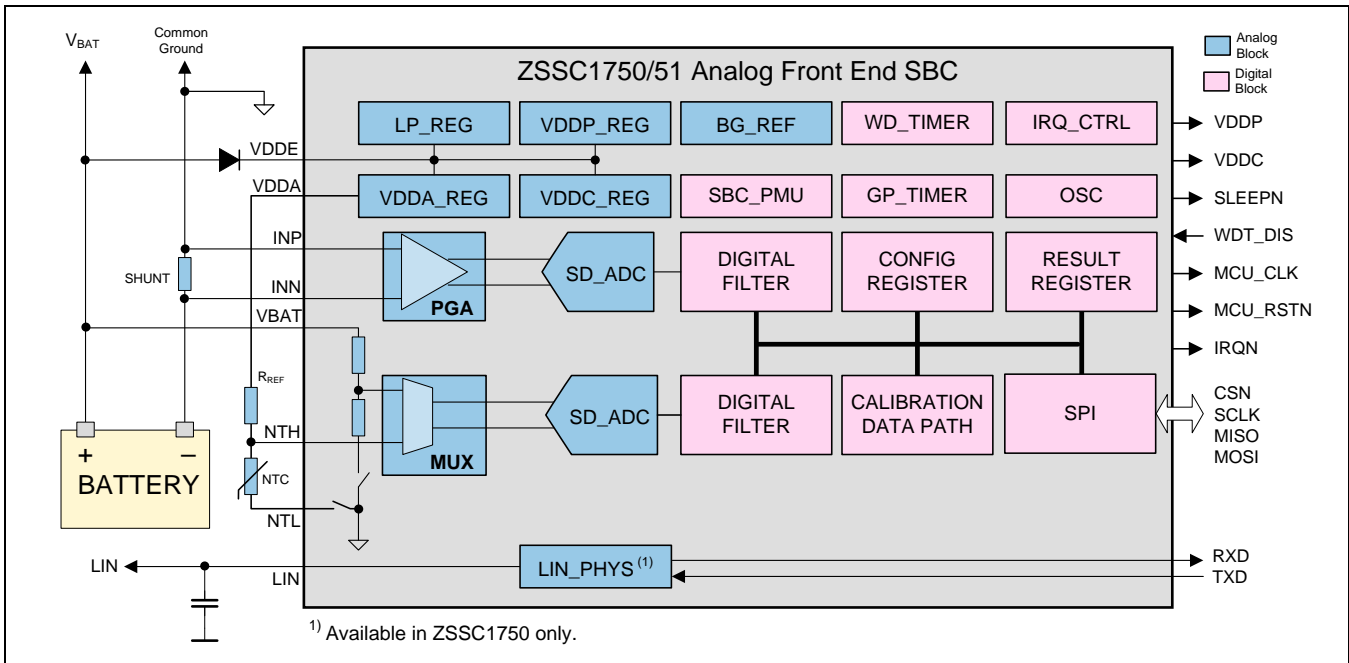 V_BAT
Common
Ground
Analog
Block
Digital
Block
ZSSC1750/51 Analog Front End SBC
LP_REG
VDDP_REG
BG_REF
WD_TIMER
IRQ_CTRL
VDDP
VDDE
VDDC
VDDA
VDDA_REG
VDDC_REG
SBC_PMU
GP_TIMER
OSC
SLEEPN
INP
WDT_DIS
SHUNT
SD_ADC
DIGITAL
FILTER
CONFIG
REGISTER
RESULT
REGISTER
MCU_CLK
INN
PGA
MCU_RSTN
VBAT
IRQN
R_REF
NTH
MUX
SD_ADC
DIGITAL
FILTER
CALIBRATION
DATA PATH
SPI
CSN
SCLK
MISO
MOSI
+ −
BATTERY
NTC
NTL
LIN
LIN
LIN_PHYS (1)
RXD
TXD
1) Available in ZSSC1750 only.